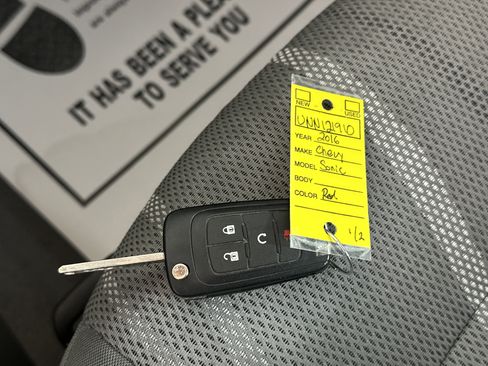 IT HAS BEEN A PLEA
TO SERVE YOU
NEW
USED
UNN121910
YEAR 2016
MAKE Chevy
MODEL Sonic
BODY
COLOR Red
1/2